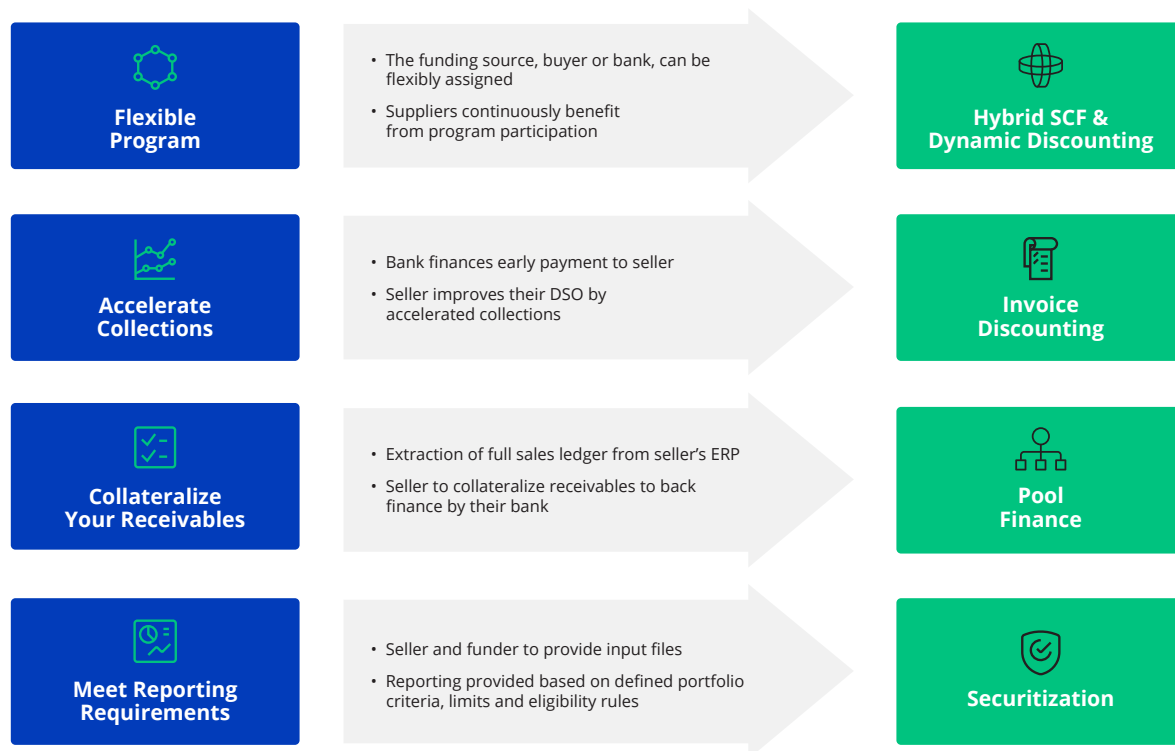 Flexible
Program
• The funding source, buyer or bank, can be
flexibly assigned
• Suppliers continuously benefit
from program participation
Hybrid SCF &
Dynamic Discounting
Accelerate
Collections
• Bank finances early payment to seller
• Seller improves their DSO by
accelerated collections
Invoice
Discounting
Collateralize
Your Receivables
• Extraction of full sales ledger from seller’s ERP
• Seller to collateralize receivables to back
finance by their bank
Pool
Finance
Meet Reporting
Requirements
• Seller and funder to provide input files
• Reporting provided based on defined portfolio
criteria, limits and eligibility rules
Securitization